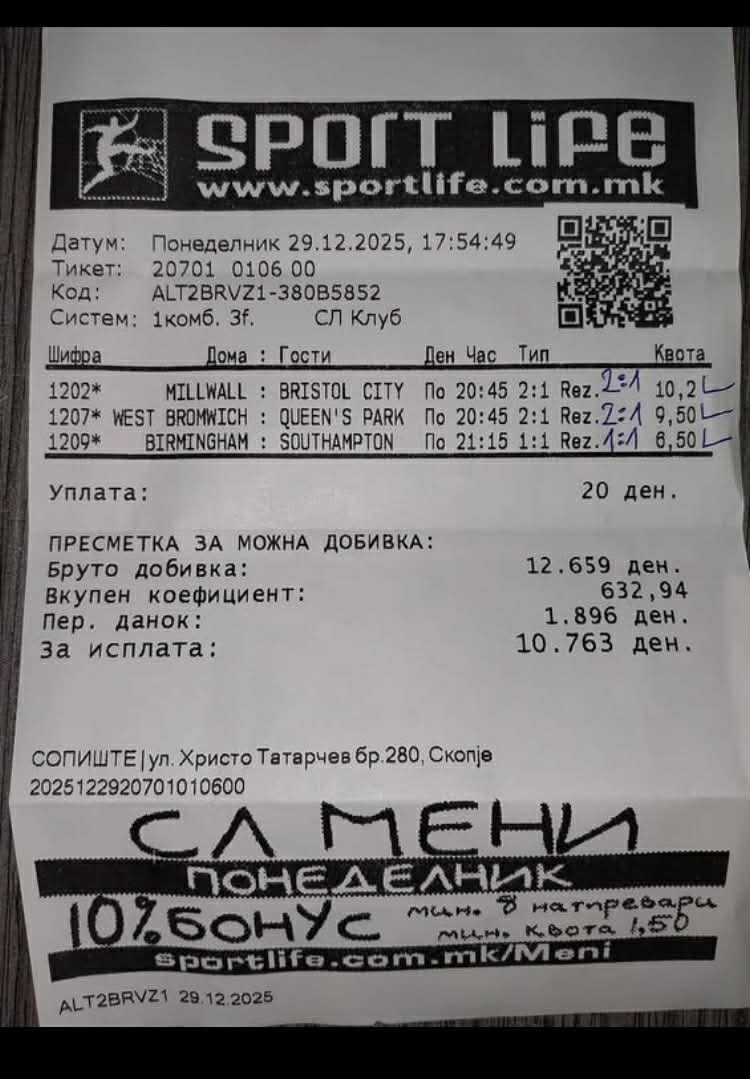 SPORT LIFE
www.sportlife.com.mk
Датум: Понеделник 29.12.2025, 17:54:49
Тикет: 20701 0106 00
Код: ALT2BRVZ1-380B5852
Систем: 1комб. 3f. СЛ Клуб
Шифра Дома : Гости Ден Час Тип Квота
1202* MILLWALL : BRISTOL CITY По 20:45 2:1 Rez. 2:1 10,2
1207* WEST BROMWICH : QUEEN'S PARK По 20:45 2:1 Rez. 2:1 9,50
1209* BIRMINGHAM : SOUTHAMPTON По 21:15 1:1 Rez. 1:1 6,50
Уплата: 20 ден.
ПРЕСМЕТКА ЗА МОЖНА ДОБИВКА:
Бруто добивка: 12.659 ден.
Вкупен коефициент: 632,94
Пер. данок: 1.896 ден.
За исплата: 10.763 ден.
СОПИШТЕ|ул. Христо Татарчев бр.280, Скопје
2025122920701010600
СЛ МЕНИ
ПОНЕДЕЛНИК
10% БОНУС мин. 8 натпревари
мин. квота 1,50
sportlife.com.mk/Meni
ALT2BRVZ1 29.12.2025